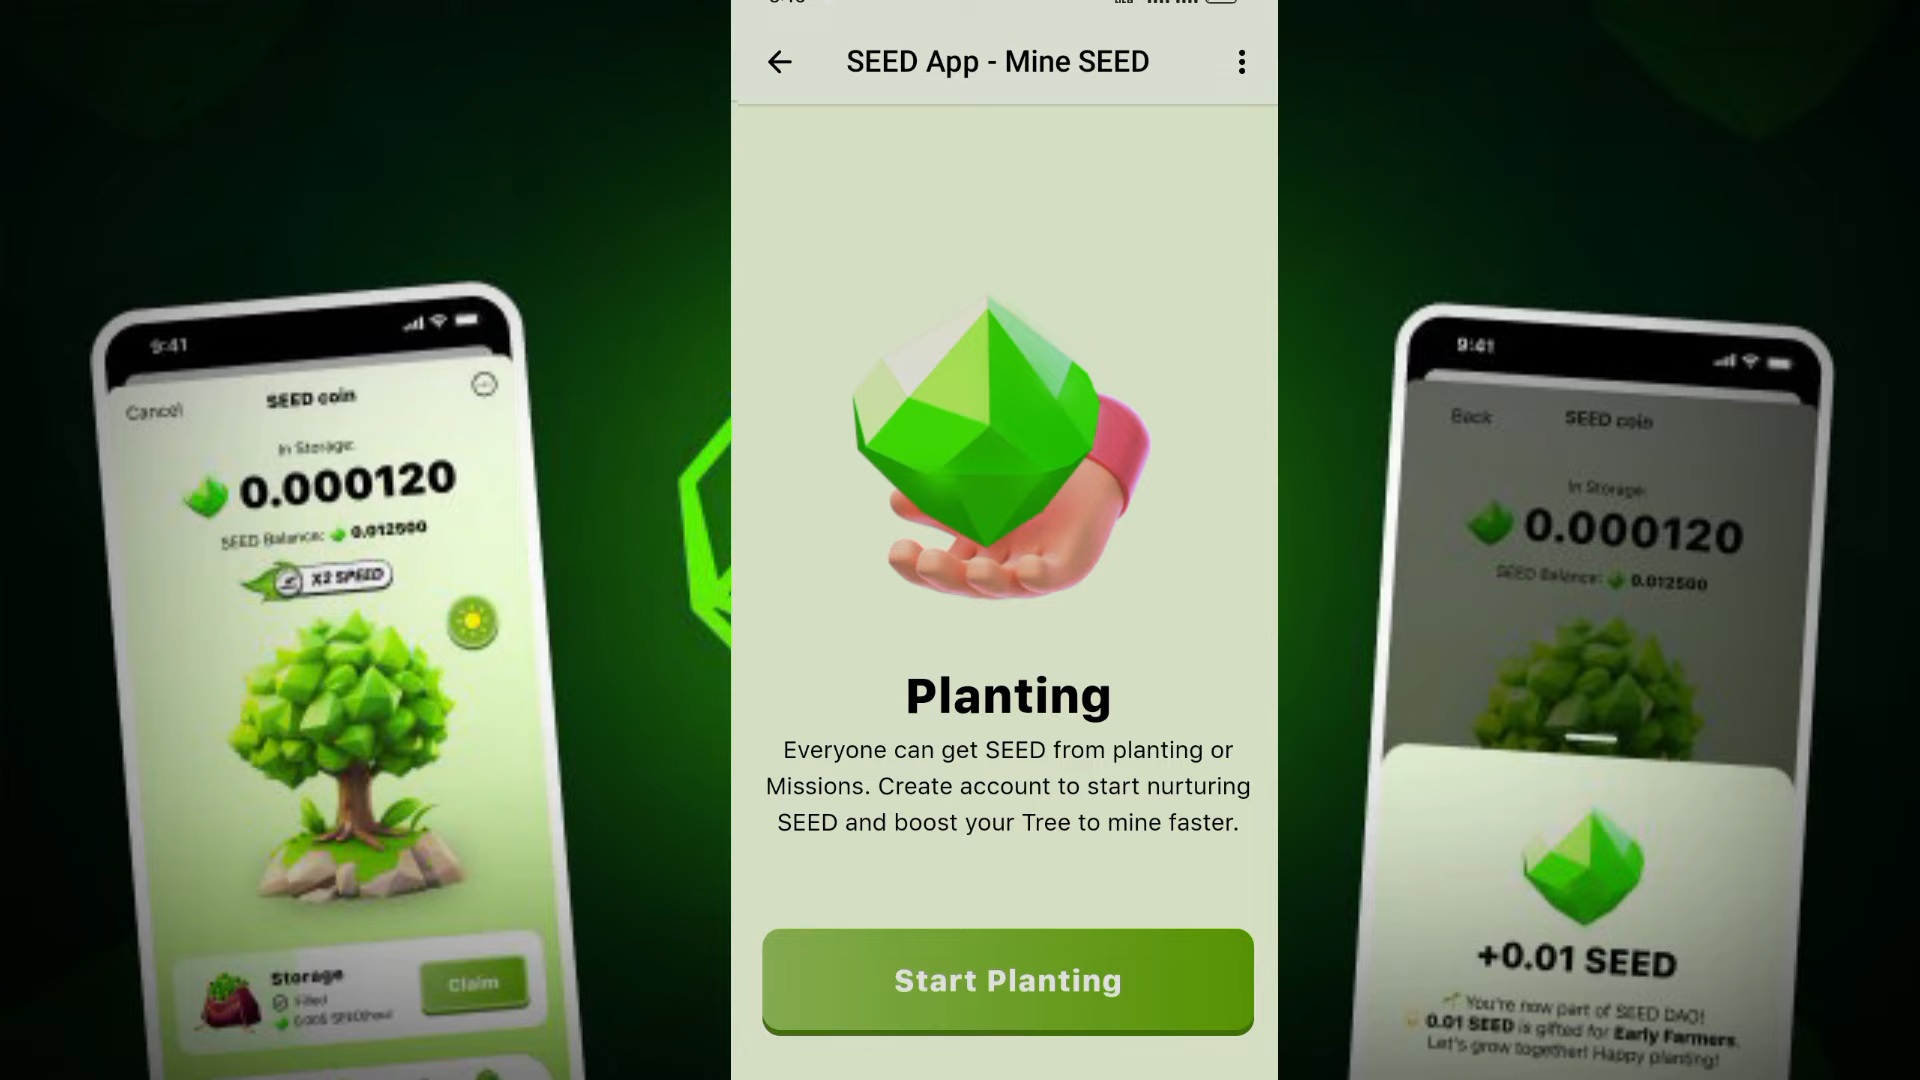 SEED App - Mine SEED
Planting
Everyone can get SEED from planting or
Missions. Create account to start nurturing
SEED and boost your Tree to mine faster.
Start Planting
9:41
Cancel
SEED coin
In Storage:
0.000120
SEED Balance: 0.012500
X2 SPEED
Storage
Filled
Claim
9:41
Back
SEED coin
In Storage:
0.000120
SEED Balance: 0.012500
+0.01 SEED
You're now part of SEED DAO!
0.01 SEED is gifted for Early Farmers.
Let's grow together! Happy planting!